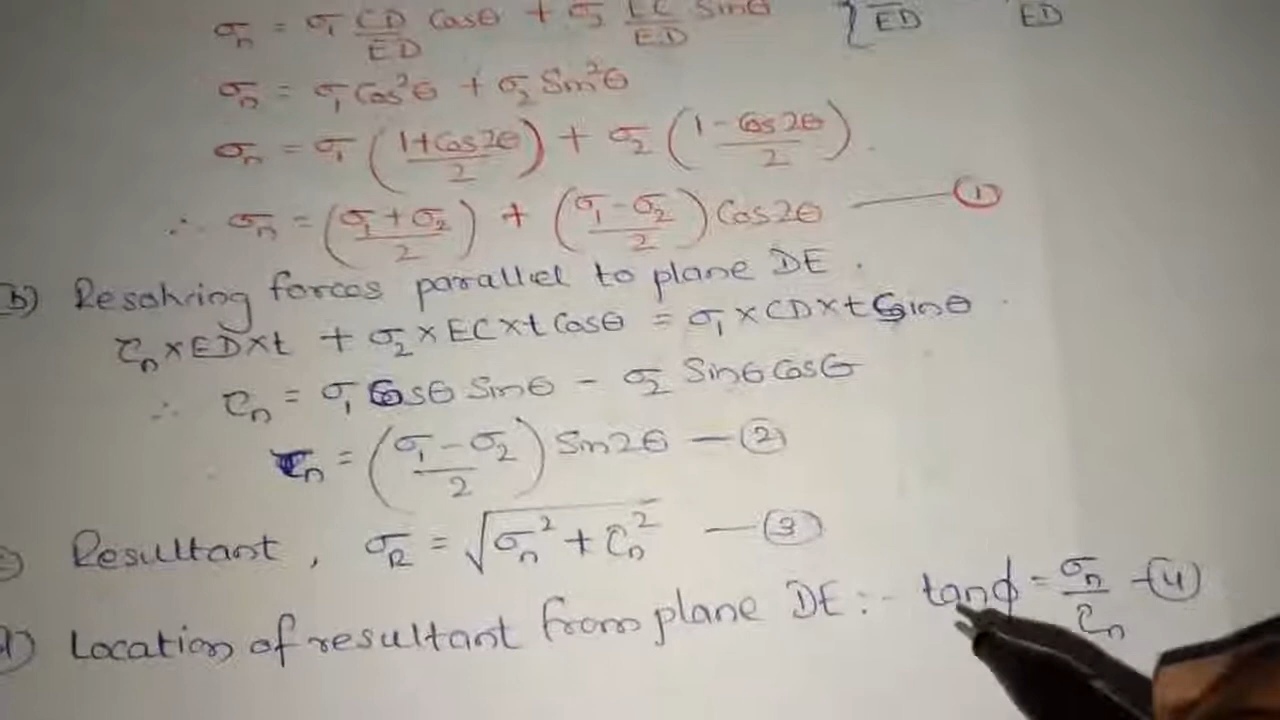 σn = σ1 CD/ED Cosθ + σ2 EC/ED Sinθ { ED ED
σn = σ1 Cos²θ + σ2 Sin²θ
σn = σ1 ((1+Cos2θ)/2) + σ2 ((1-Cos2θ)/2)
∴ σn = ((σ1+σ2)/2) + ((σ1-σ2)/2) Cos2θ — ①
b) Resolving forces parallel to plane DE.
τn×ED×t + σ2×EC×t Cosθ = σ1×CD×t Sinθ
∴ τn = σ1 Cosθ Sinθ - σ2 Sinθ Cosθ
τn = ((σ1-σ2)/2) Sin2θ — ②
c) Resultant, σR = √(σn² + τn²) — ③
d) Location of resultant from plane DE:- tanϕ = σn/τn — ④